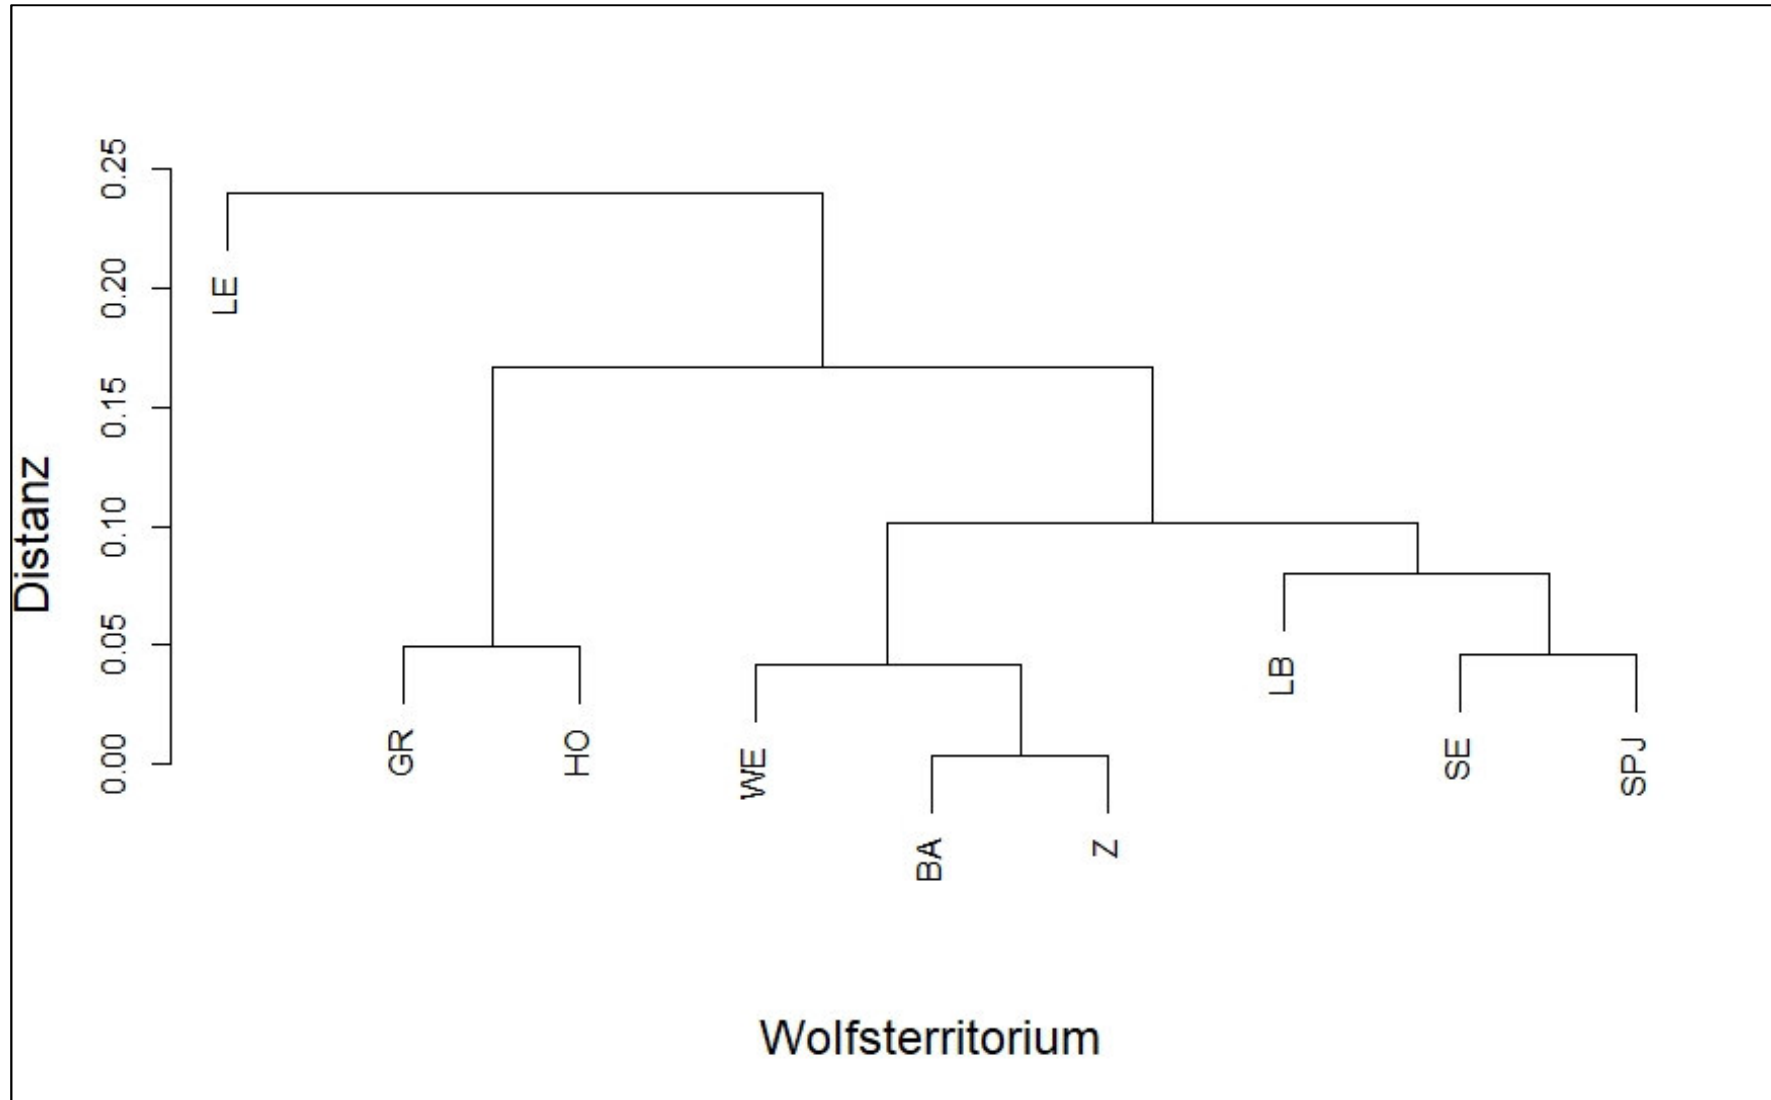 Distanz
0.25
0.20
0.15
0.10
0.05
0.00
LE
GR
HO
WE
BA
Z
LB
SE
SPJ
Wolfsterritorium